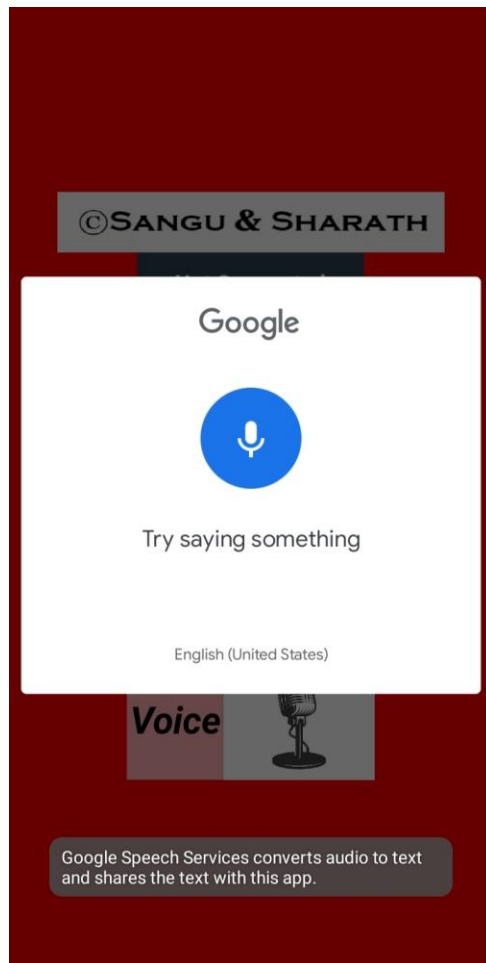 ©SANGU & SHARATH
Google
Try saying something
English (United States)
Voice
Google Speech Services converts audio to text
and shares the text with this app.